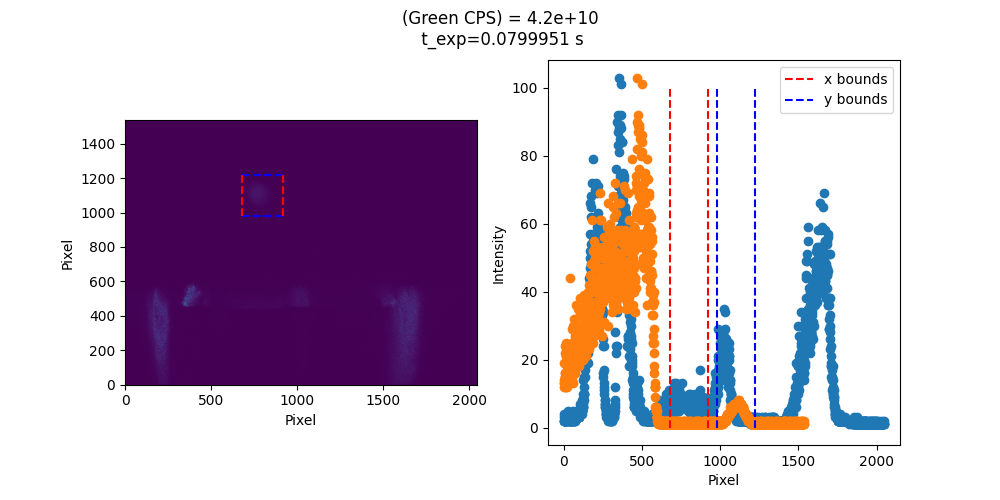 (Green CPS) = 4.2e+10
t_exp=0.0799951 s
1400
1200
1000
800
600
400
200
0
Pixel
0 500 1000 1500 2000
Pixel
100
80
60
40
20
0
Intensity
x bounds
y bounds
0 500 1000 1500 2000
Pixel